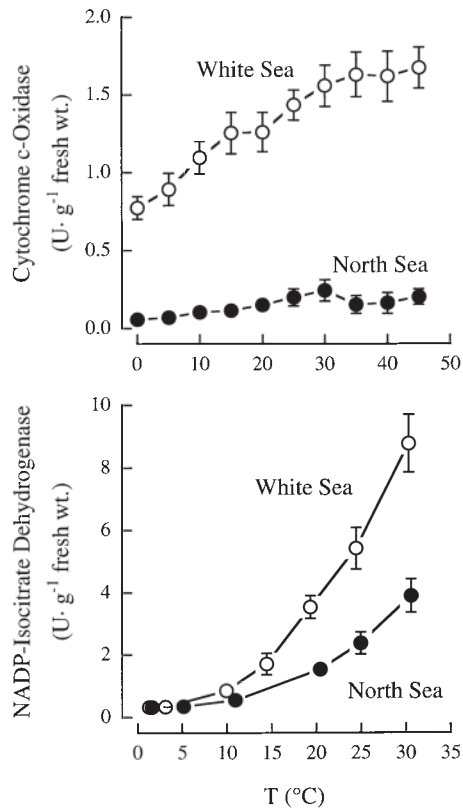 Cytochrome c-Oxidase
(U· g⁻¹ fresh wt.)
2.0
1.5
1.0
0.5
0.0
White Sea
North Sea
0 10 20 30 40 50
NADP-Isocitrate Dehydrogenase
(U· g⁻¹ fresh wt.)
10
8
6
4
2
0
White Sea
North Sea
0 5 10 15 20 25 30 35
T (°C)